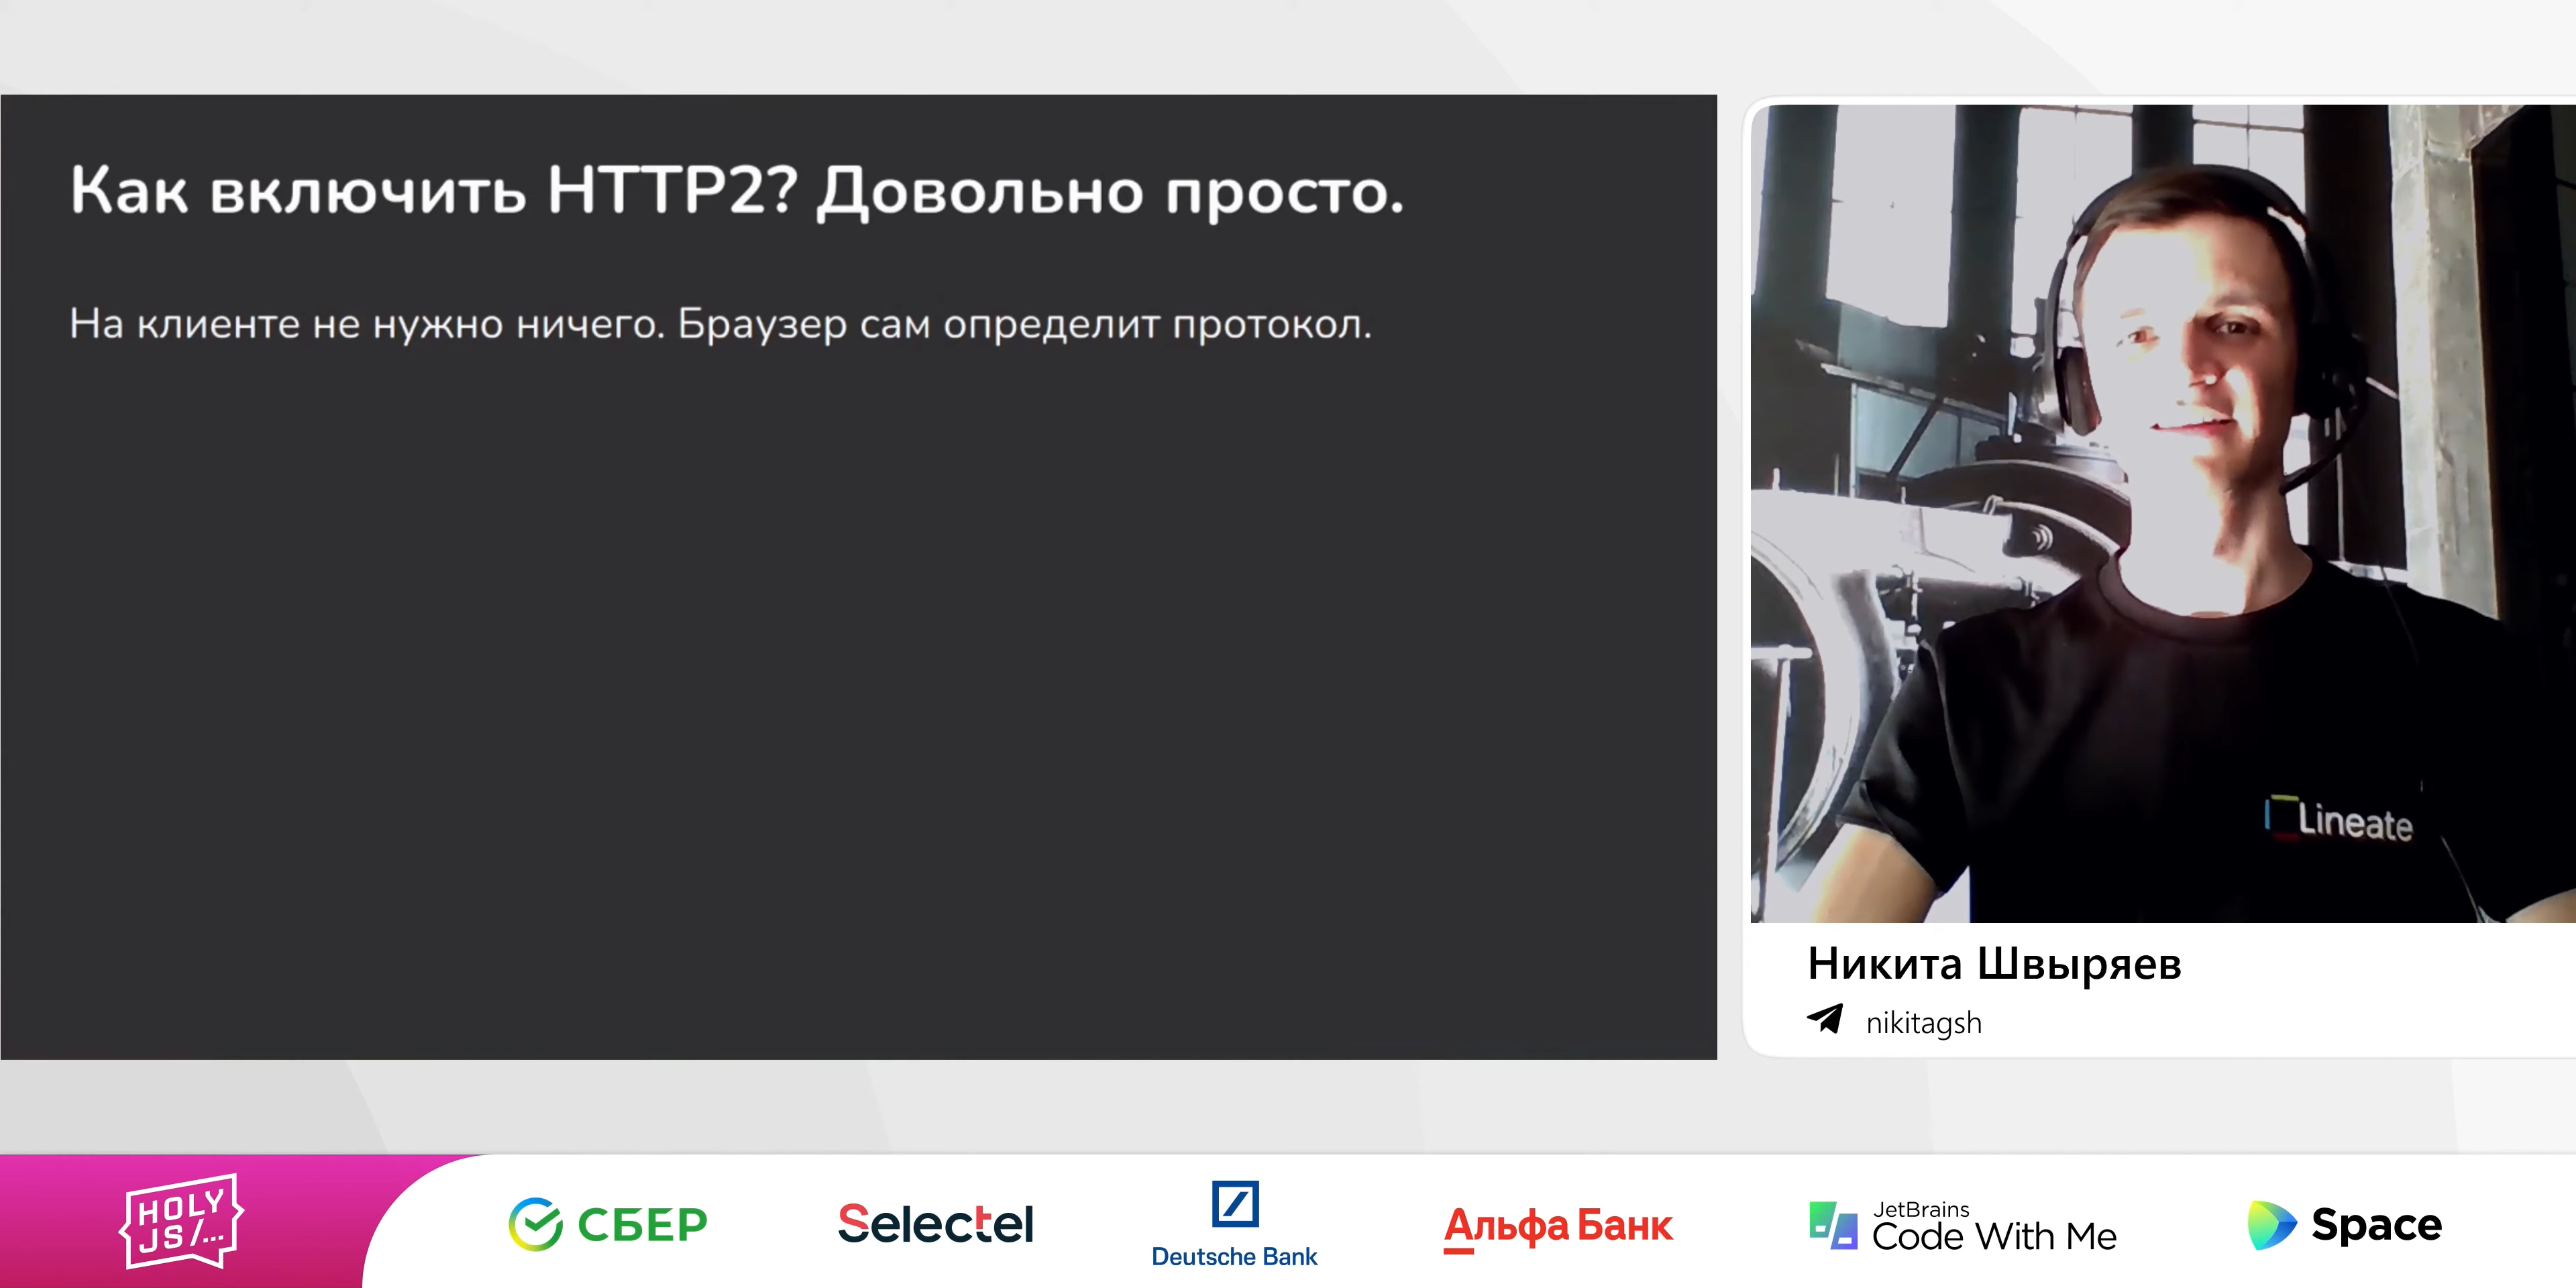 Как включить HTTP2? Довольно просто.
На клиенте не нужно ничего. Браузер сам определит протокол.
Lineate
Никита Швыряев
nikitagsh
HOLY
JS/...
СБЕР
Selectel
Deutsche Bank
Альфа Банк
JetBrains
Code With Me
Space